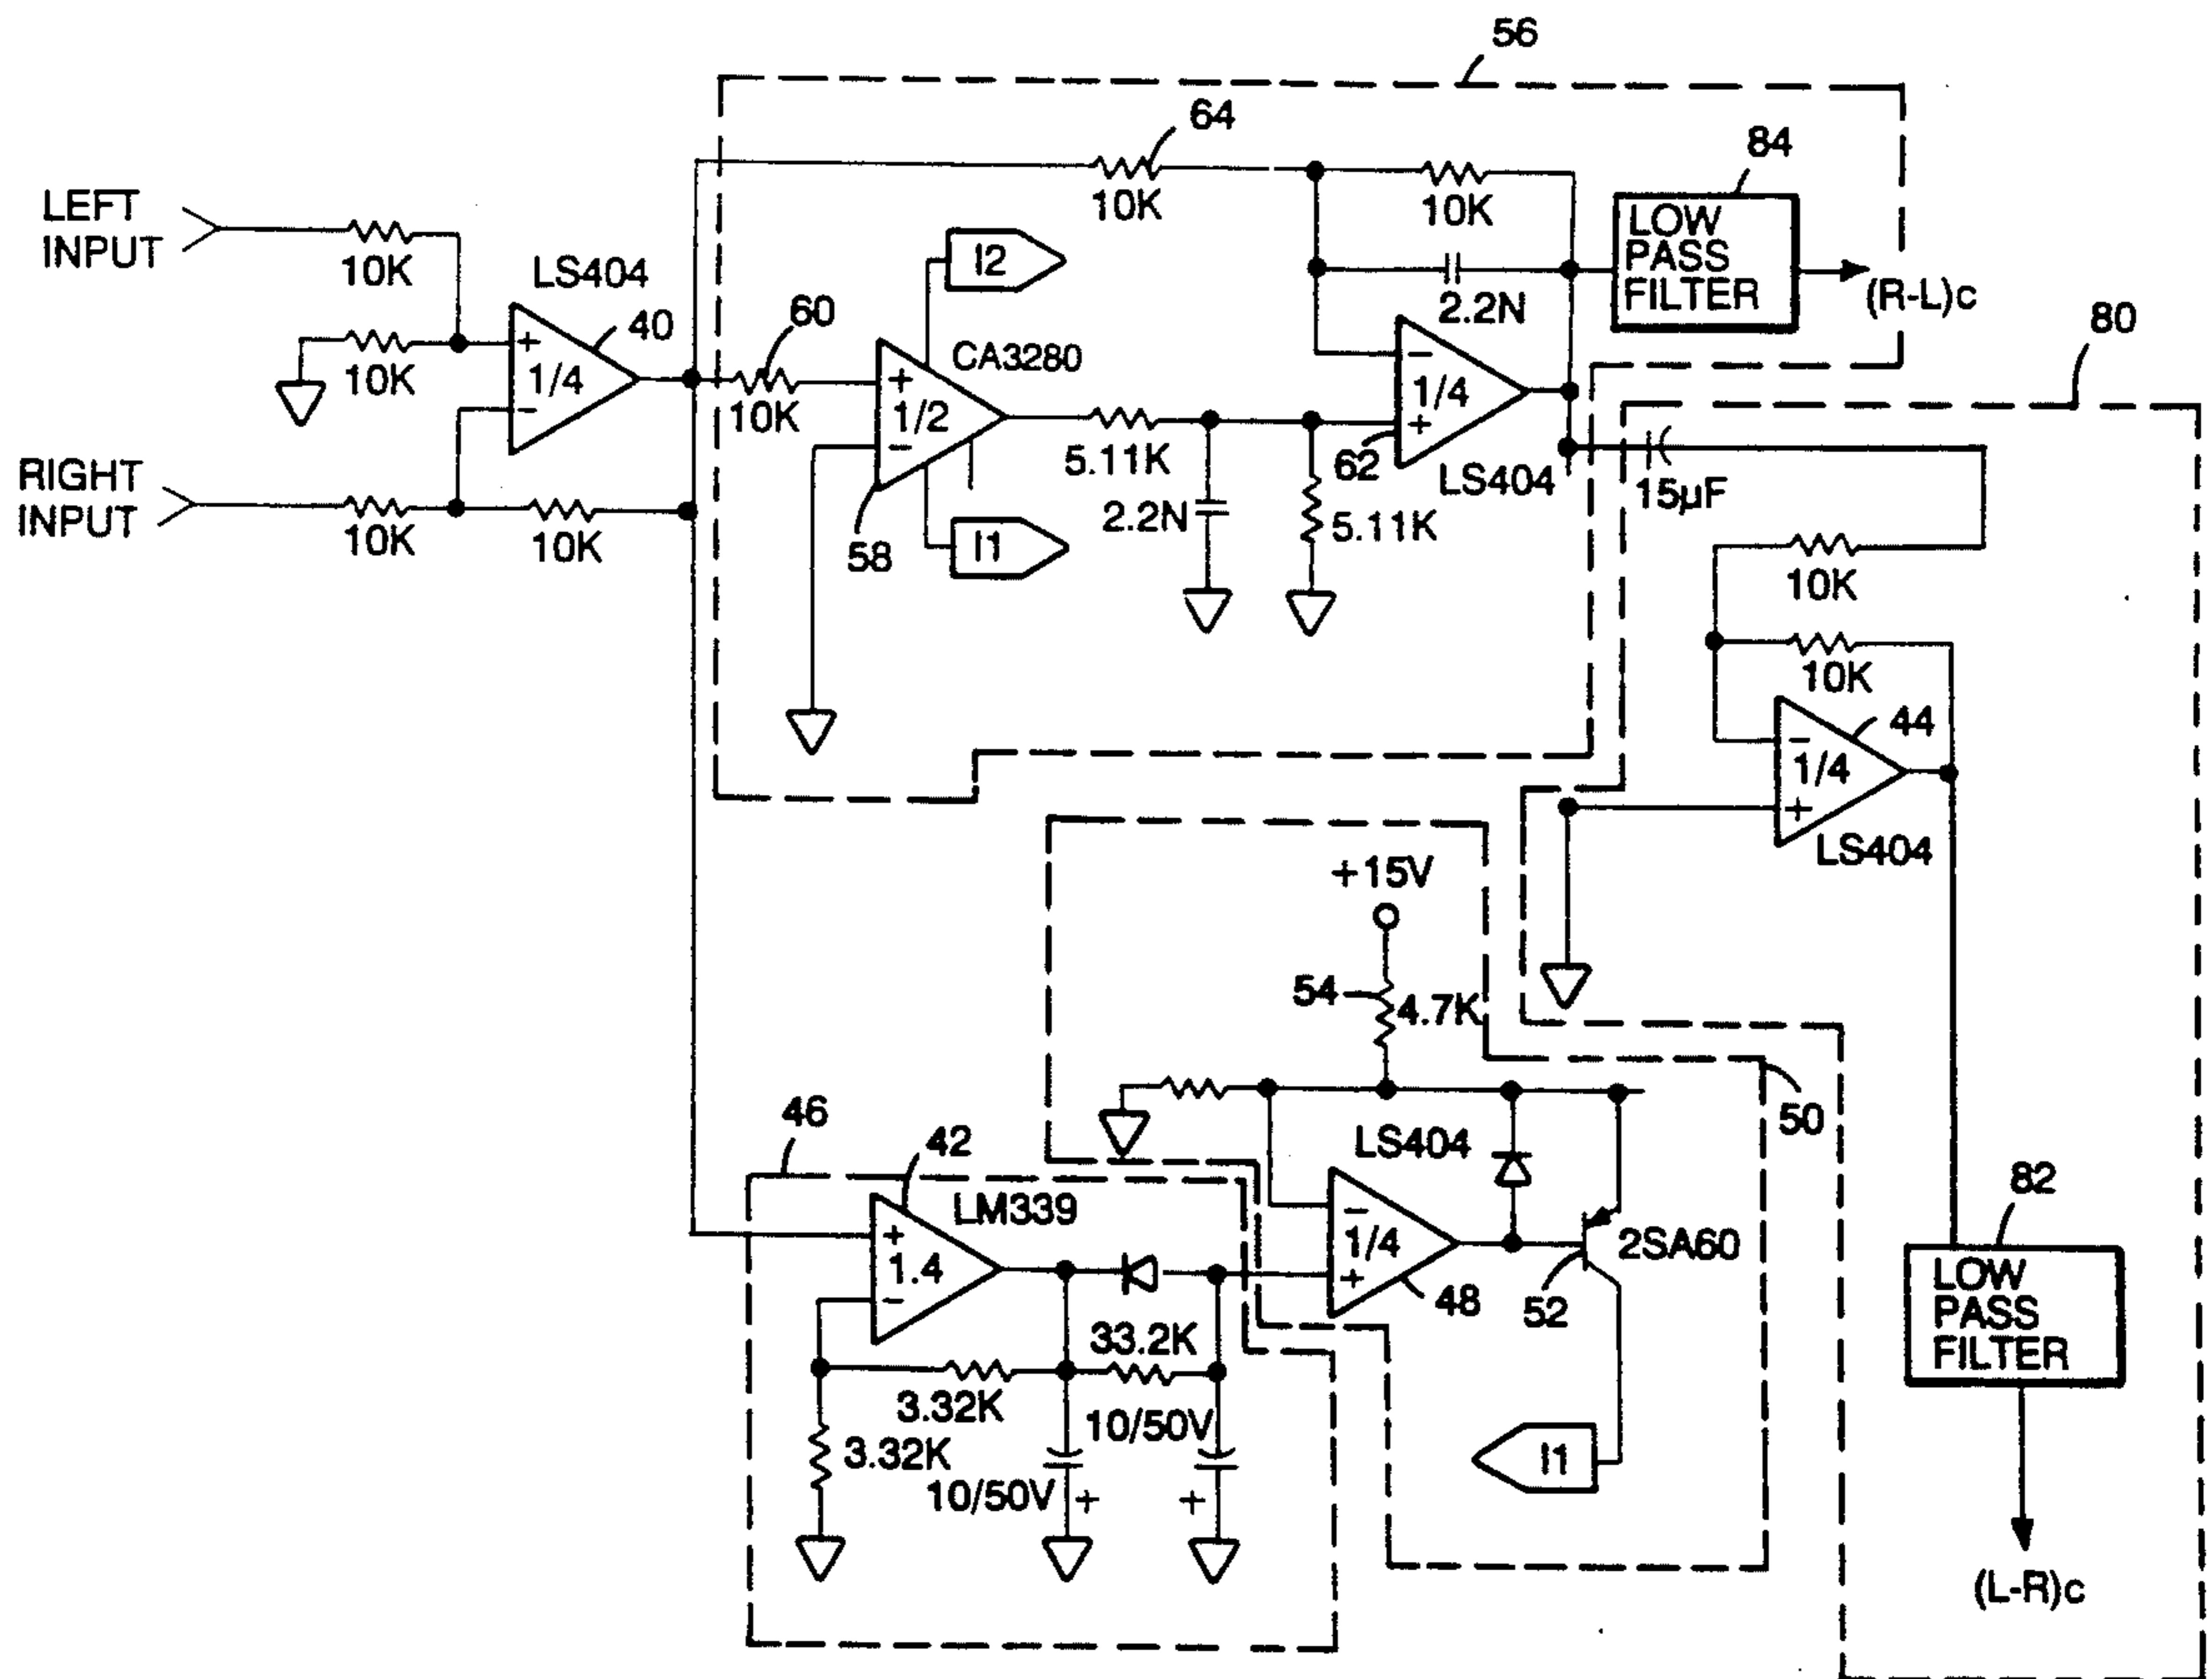 56
64
84
LEFT
INPUT
10K
LS404
40
1/4
+
-
10K
RIGHT
INPUT
10K
10K
10K
10K
I2
60
10K
CA3280
+
1/2
-
58
I1
5.11K
2.2N
5.11K
2.2N
-
1/4
+
62
LS404
LOW
PASS
FILTER
(R-L)c
80
15µF
10K
10K
44
-
1/4
+
LS404
+15V
54
4.7K
50
46
42
LM339
+
1.4
-
3.32K
3.32K
33.2K
10/50V
+
10/50V
+
LS404
-
1/4
+
48
52
2SA60
I1
82
LOW
PASS
FILTER
(L-R)c